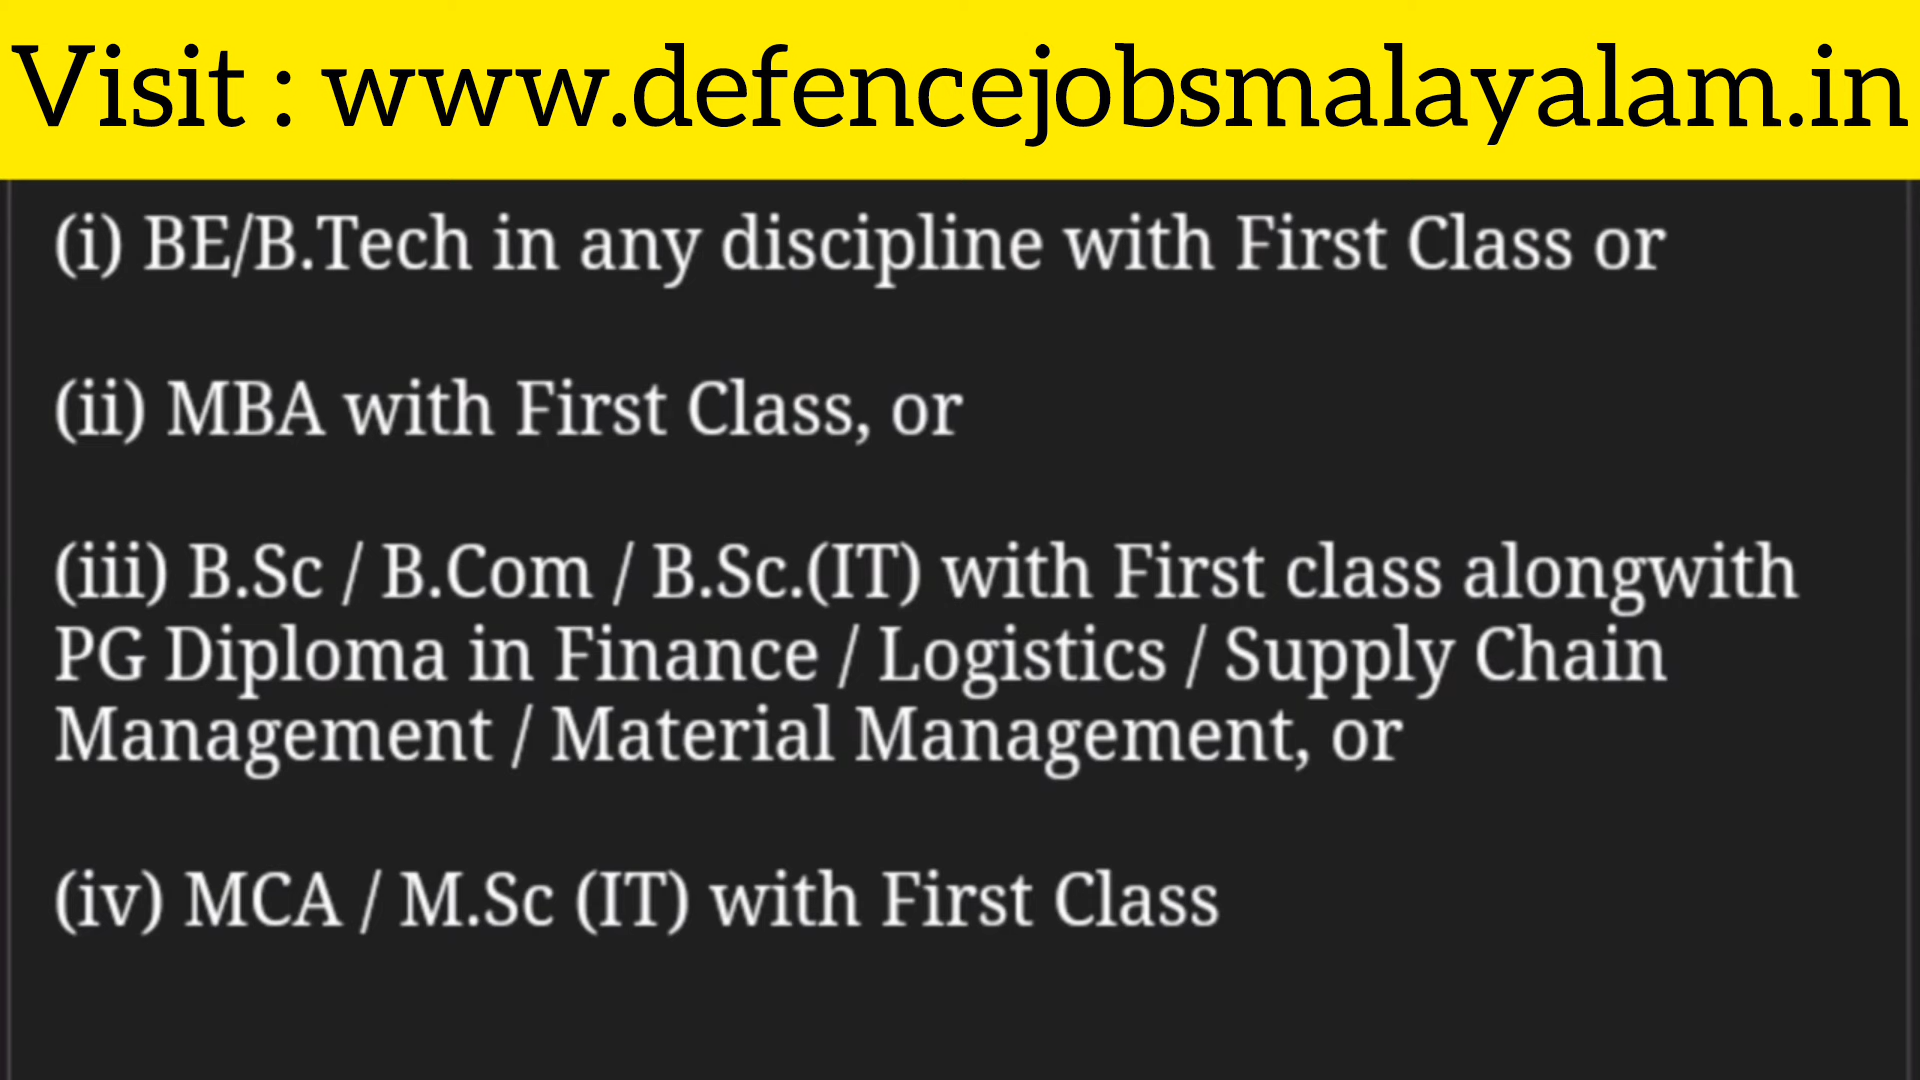 Visit : www.defencejobsmalayalam.in
(i) BE/B.Tech in any discipline with First Class or
(ii) MBA with First Class, or
(iii) B.Sc / B.Com / B.Sc.(IT) with First class alongwith
PG Diploma in Finance / Logistics / Supply Chain
Management / Material Management, or
(iv) MCA / M.Sc (IT) with First Class